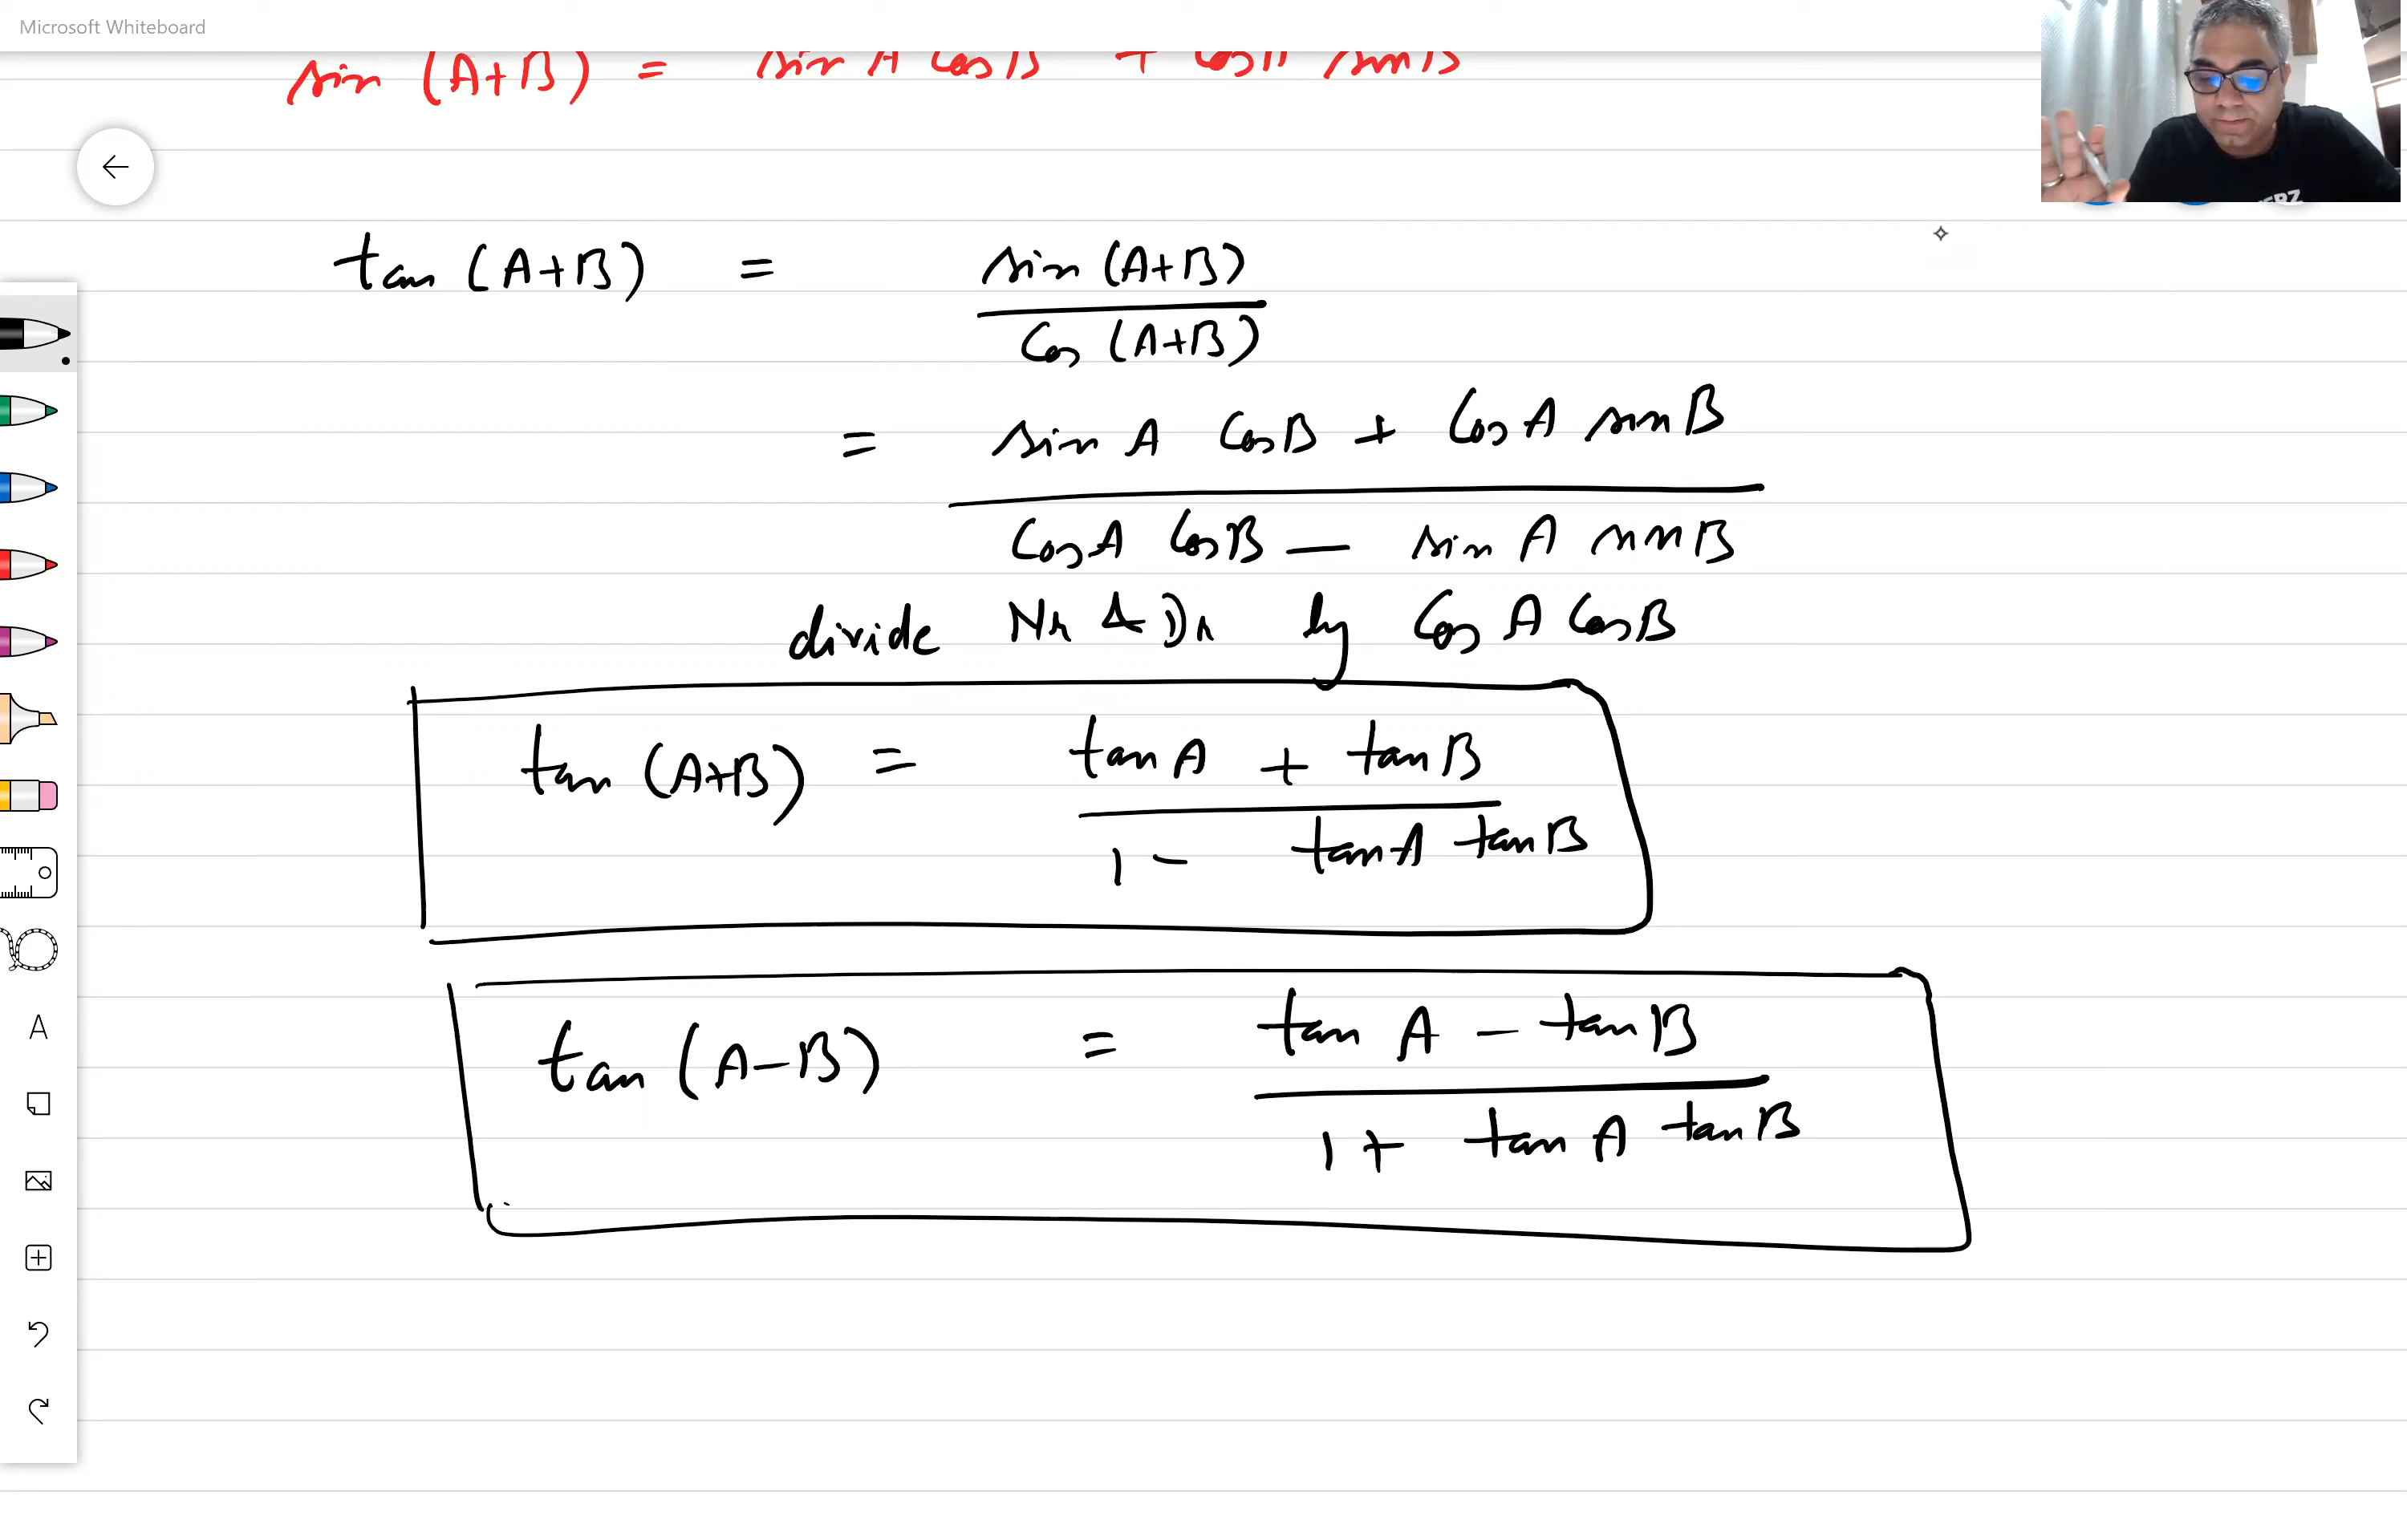 Microsoft Whiteboard
sin (A+B) = sin A cos B + cos A sin B
tan (A+B) = sin (A+B)
Cos (A+B)
= sin A Cos B + Cos A sin B
Cos A Cos B — sin A sin B
divide Nr & Dr by Cos A Cos B
tan (A+B) = tan A + tan B
1 - tan A tan B
tan (A-B) = tan A - tan B
1 + tan A tan B
A